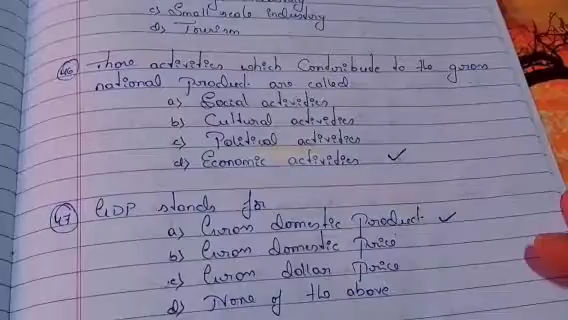 c) Small scale industry
d) Tourism
46 Those activities which Contribute to the gross
national product are called
a) Social activities
b) Cultural activities
c) Political activities
d) Economic activities ✓
47 GDP stands for
a) Gross domestic Product ✓
b) Gross domestic Price
c) Gross dollar Price
d) None of the above